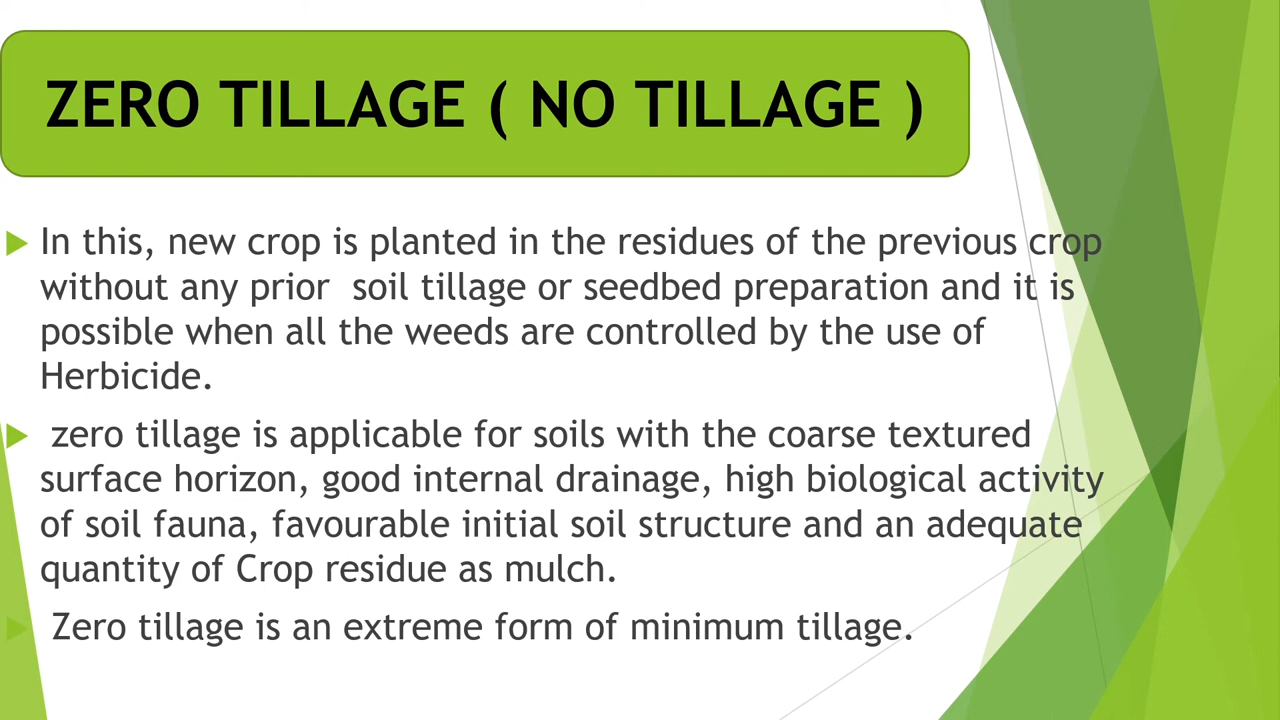 ZERO TILLAGE ( NO TILLAGE )
In this, new crop is planted in the residues of the previous crop
without any prior  soil tillage or seedbed preparation and it is
possible when all the weeds are controlled by the use of
Herbicide.
zero tillage is applicable for soils with the coarse textured
surface horizon, good internal drainage, high biological activity
of soil fauna, favourable initial soil structure and an adequate
quantity of Crop residue as mulch.
Zero tillage is an extreme form of minimum tillage.